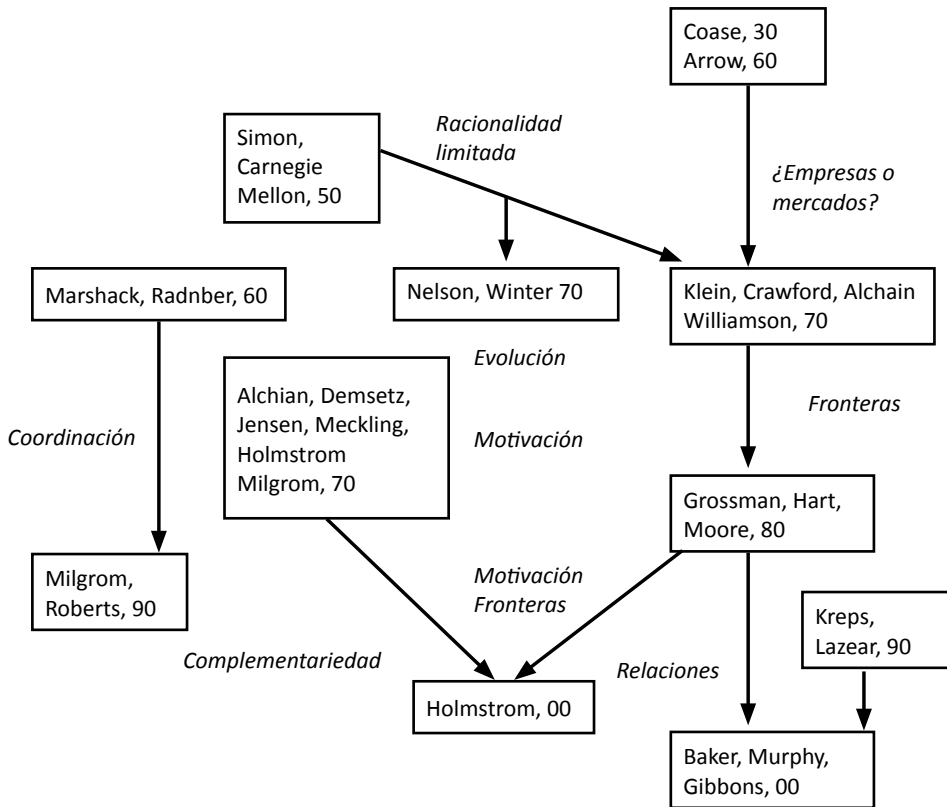 Coase, 30
Arrow, 60
Simon,
Carnegie
Mellon, 50
Racionalidad
limitada
¿Empresas o
mercados?
Marshack, Radnber, 60
Nelson, Winter 70
Klein, Crawford, Alchain
Williamson, 70
Evolución
Alchian, Demsetz,
Jensen, Meckling,
Holmstrom
Milgrom, 70
Coordinación
Motivación
Fronteras
Grossman, Hart,
Moore, 80
Milgrom,
Roberts, 90
Motivación
Fronteras
Kreps,
Lazear, 90
Complementariedad
Relaciones
Holmstrom, 00
Baker, Murphy,
Gibbons, 00